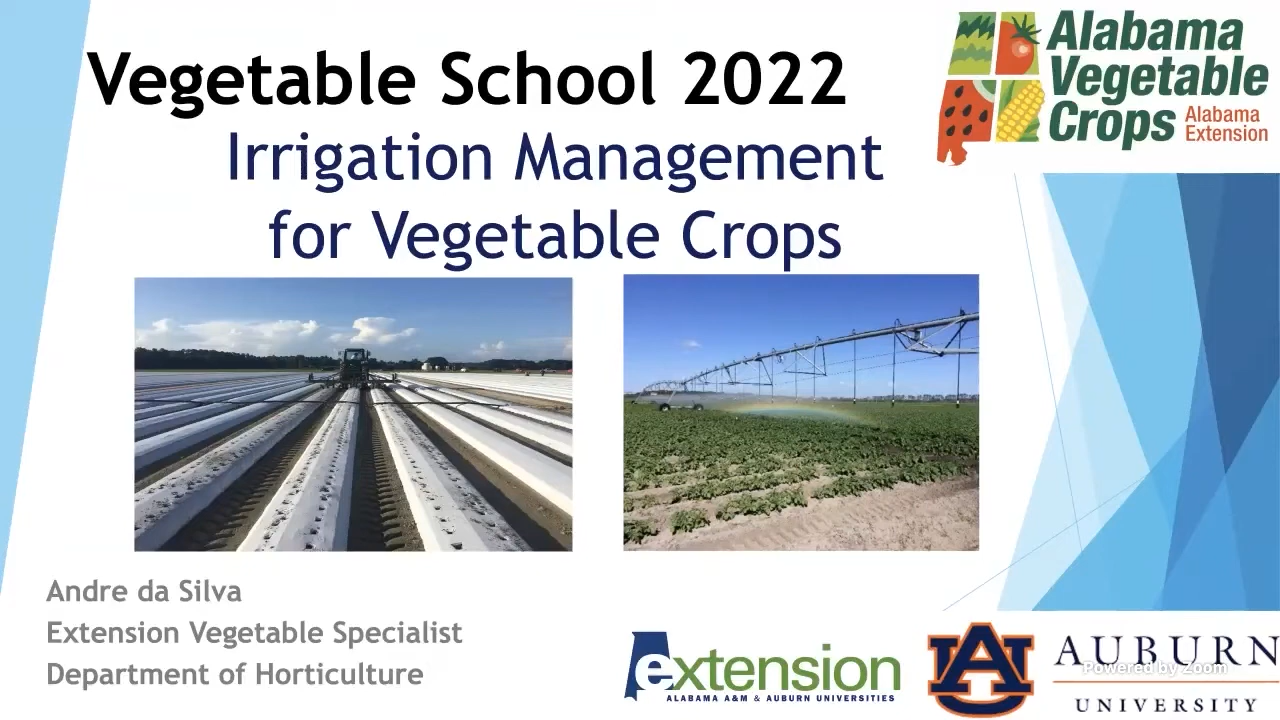 Vegetable School 2022
Irrigation Management
for Vegetable Crops
Alabama
Vegetable
Crops
Alabama
Extension
Andre da Silva
Extension Vegetable Specialist
Department of Horticulture
extension
ALABAMA A&M & AUBURN UNIVERSITIES
AU
AUBURN
Powered by Zoom
UNIVERSITY